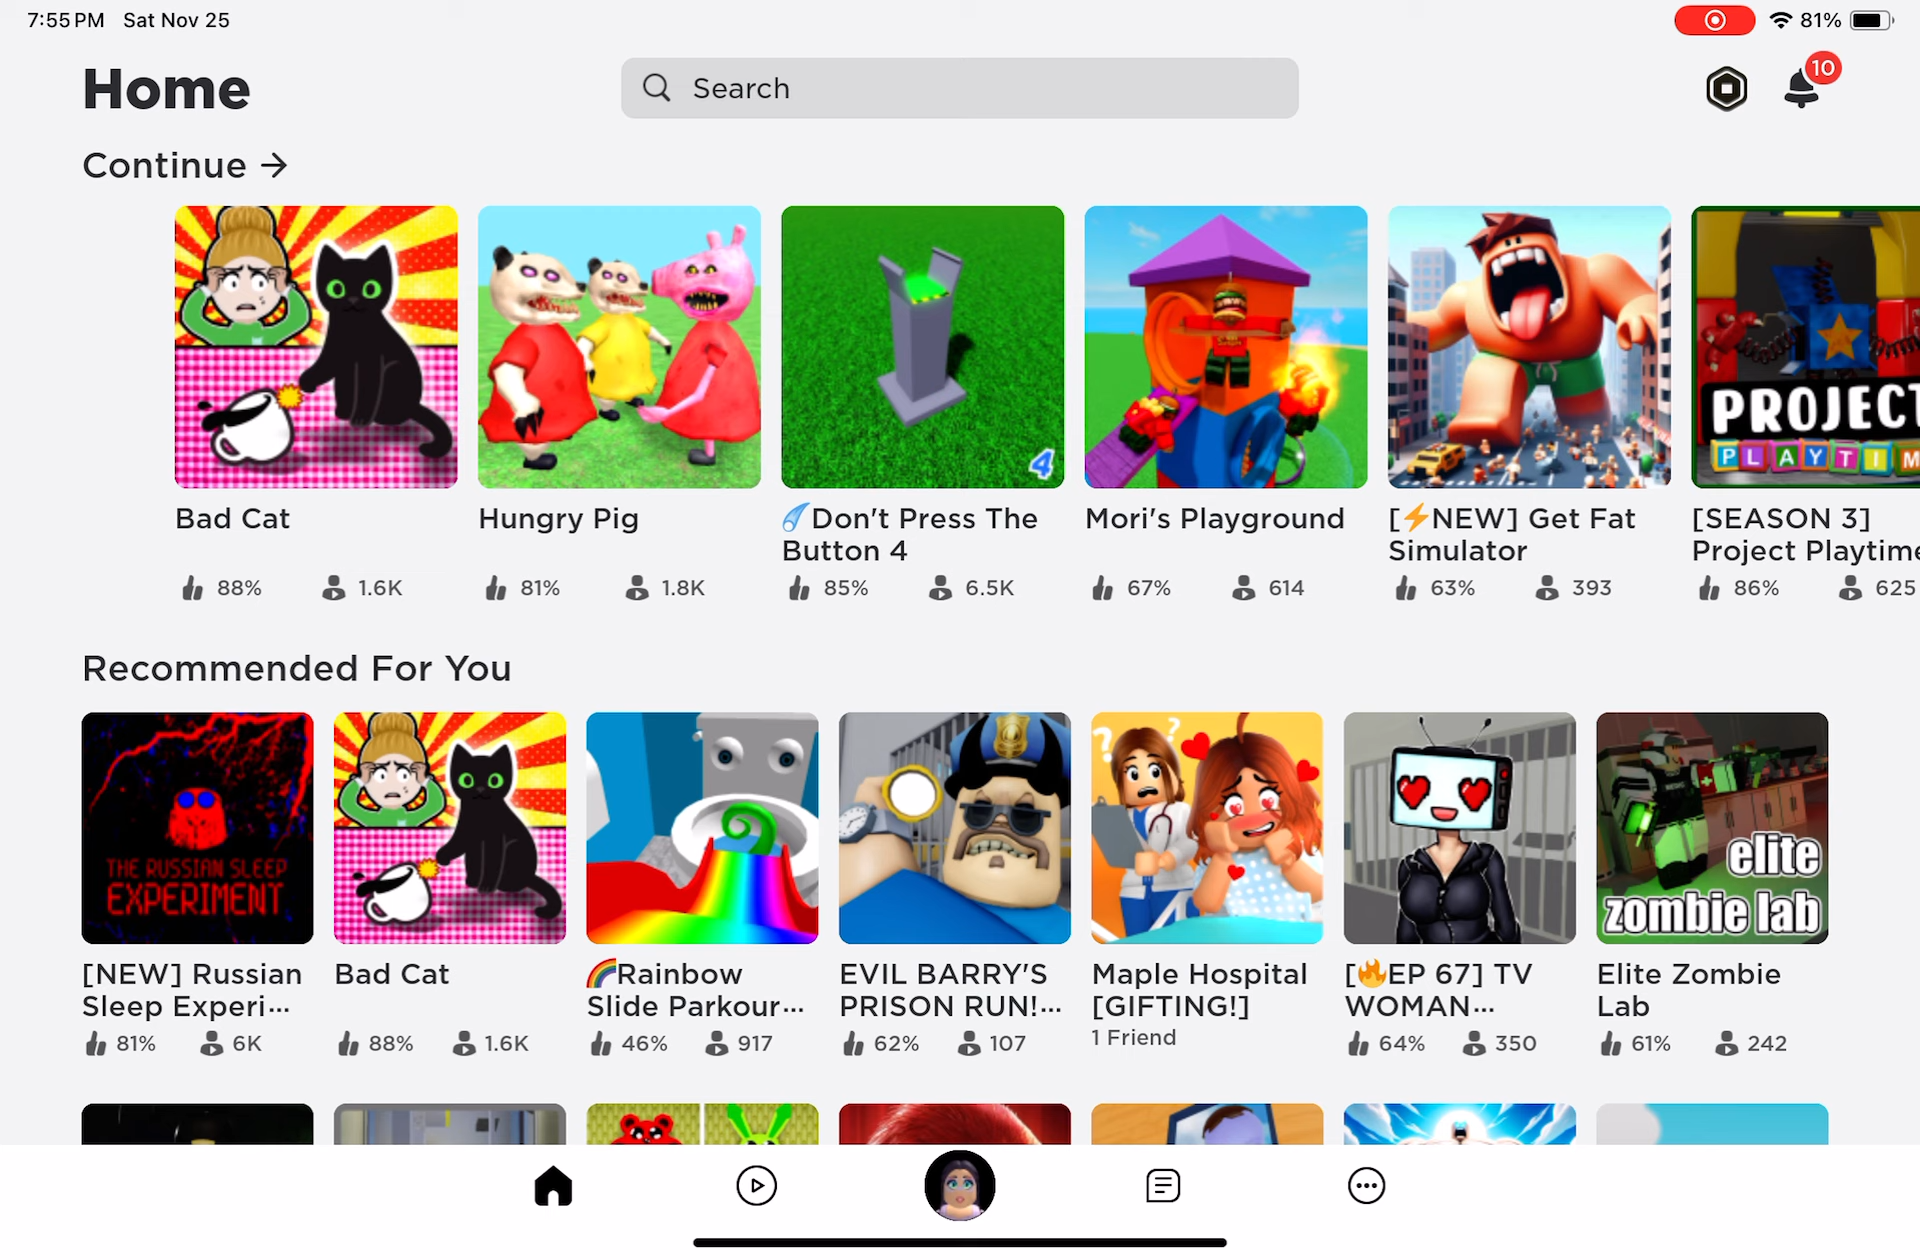 7:55 PM Sat Nov 25
81%
Home
Search
10
Continue →
4
PROJECT
PLAYTIM
Bad Cat
Hungry Pig
Don't Press The
Button 4
Mori's Playground
[⚡NEW] Get Fat
Simulator
[SEASON 3]
Project Playtime
88% 1.6K
81% 1.8K
85% 6.5K
67% 614
63% 393
86% 625
Recommended For You
THE RUSSIAN SLEEP
EXPERIMENT
? ?
elite
zombie lab
[NEW] Russian
Sleep Experi...
Bad Cat
🌈Rainbow
Slide Parkour...
EVIL BARRY'S
PRISON RUN!...
Maple Hospital
[GIFTING!]
[🔥EP 67] TV
WOMAN...
Elite Zombie
Lab
81% 6K
88% 1.6K
46% 917
62% 107
1 Friend
64% 350
61% 242